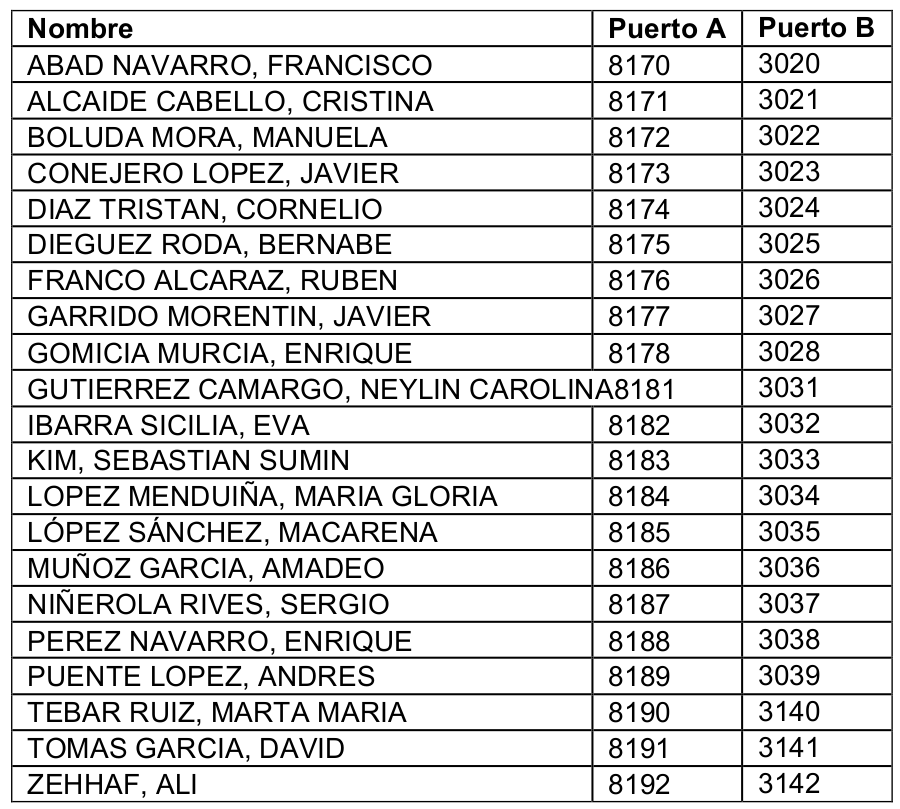 Nombre Puerto A Puerto B
ABAD NAVARRO, FRANCISCO 8170 3020
ALCAIDE CABELLO, CRISTINA 8171 3021
BOLUDA MORA, MANUELA 8172 3022
CONEJERO LOPEZ, JAVIER 8173 3023
DIAZ TRISTAN, CORNELIO 8174 3024
DIEGUEZ RODA, BERNABE 8175 3025
FRANCO ALCARAZ, RUBEN 8176 3026
GARRIDO MORENTIN, JAVIER 8177 3027
GOMICIA MURCIA, ENRIQUE 8178 3028
GUTIERREZ CAMARGO, NEYLIN CAROLINA8181 3031
IBARRA SICILIA, EVA 8182 3032
KIM, SEBASTIAN SUMIN 8183 3033
LOPEZ MENDUIÑA, MARIA GLORIA 8184 3034
LÓPEZ SÁNCHEZ, MACARENA 8185 3035
MUÑOZ GARCIA, AMADEO 8186 3036
NIÑEROLA RIVES, SERGIO 8187 3037
PEREZ NAVARRO, ENRIQUE 8188 3038
PUENTE LOPEZ, ANDRES 8189 3039
TEBAR RUIZ, MARTA MARIA 8190 3140
TOMAS GARCIA, DAVID 8191 3141
ZEHHAF, ALI 8192 3142